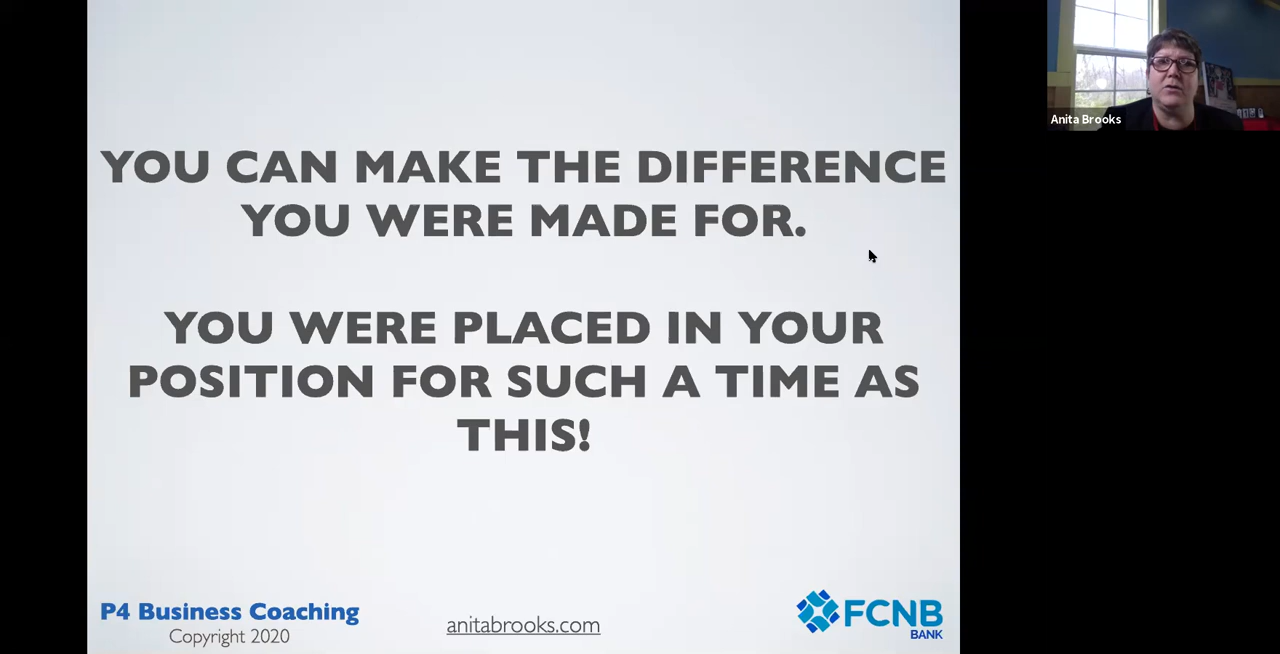 YOU CAN MAKE THE DIFFERENCE
YOU WERE MADE FOR.
YOU WERE PLACED IN YOUR
POSITION FOR SUCH A TIME AS
THIS!
P4 Business Coaching
Copyright 2020
anitabrooks.com
FCNB
BANK
Anita Brooks